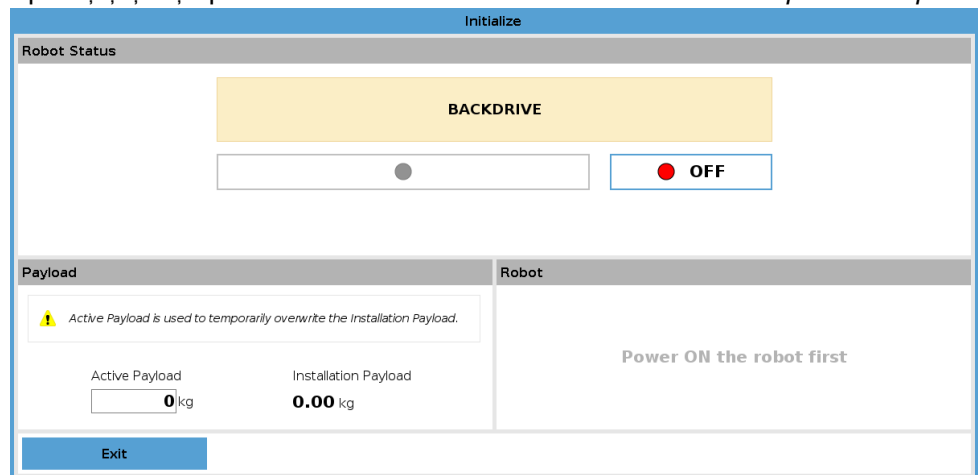 Initialize
Robot Status
BACKDRIVE
OFF
Payload
Active Payload is used to temporarily overwrite the Installation Payload.
Active Payload
Installation Payload
0 kg
0.00 kg
Robot
Power ON the robot first
Exit